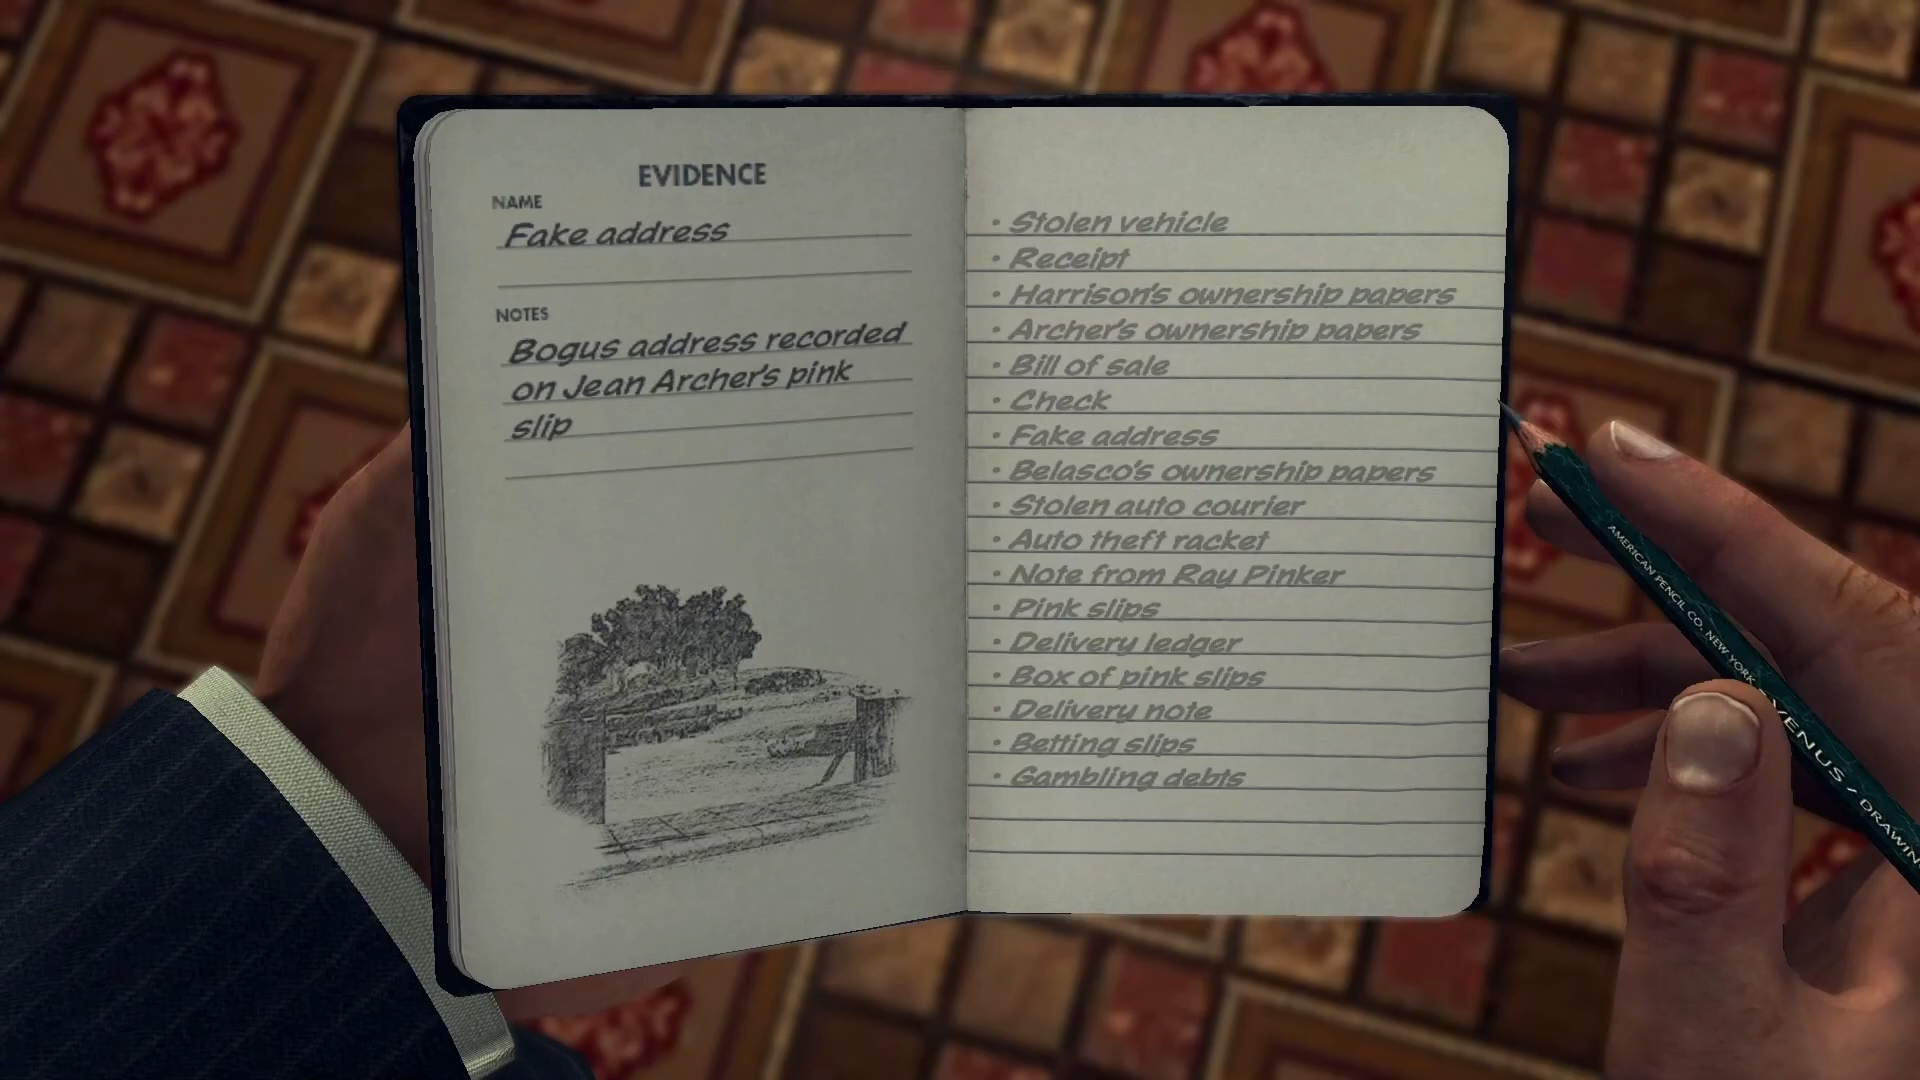 EVIDENCE
NAME
Fake address
NOTES
Bogus address recorded
on Jean Archer's pink
slip
• Stolen vehicle
• Receipt
• Harrison's ownership papers
• Archer's ownership papers
• Bill of sale
• Check
• Fake address
• Belasco's ownership papers
• Stolen auto courier
• Auto theft racket
• Note from Ray Pinker
• Pink slips
• Delivery ledger
• Box of pink slips
• Delivery note
• Betting slips
• Gambling debts
AMERICAN PENCIL CO. NEW YORK VENUS / DRAWIN